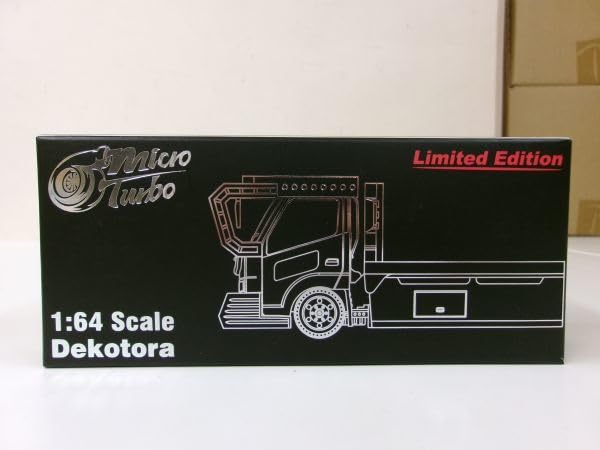 Micro
Turbo
Limited Edition
1:64 Scale
Dekotora